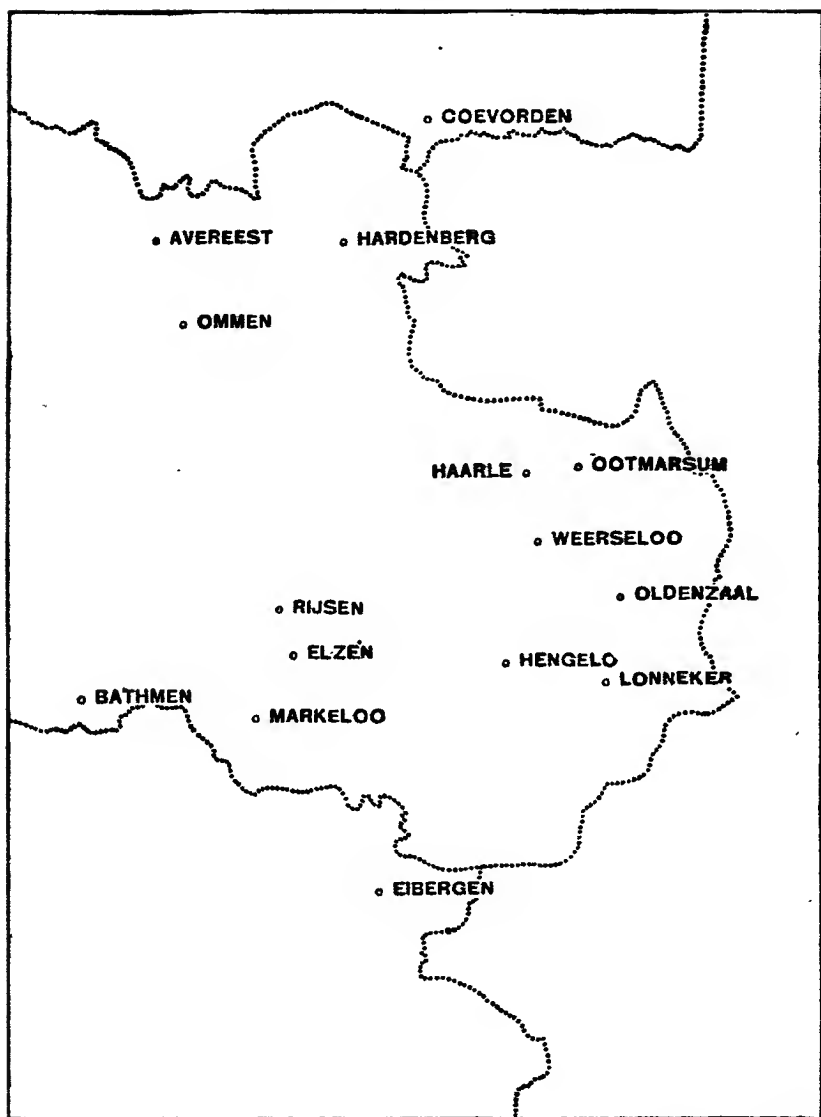 COEVORDEN
AVEREEST
HARDENBERG
OMMEN
HAARLE
OOTMARSUM
WEERSELOO
OLDENZAAL
RIJSEN
ELZEN
HENGELO
LONNEKER
BATHMEN
MARKELOO
EIBERGEN